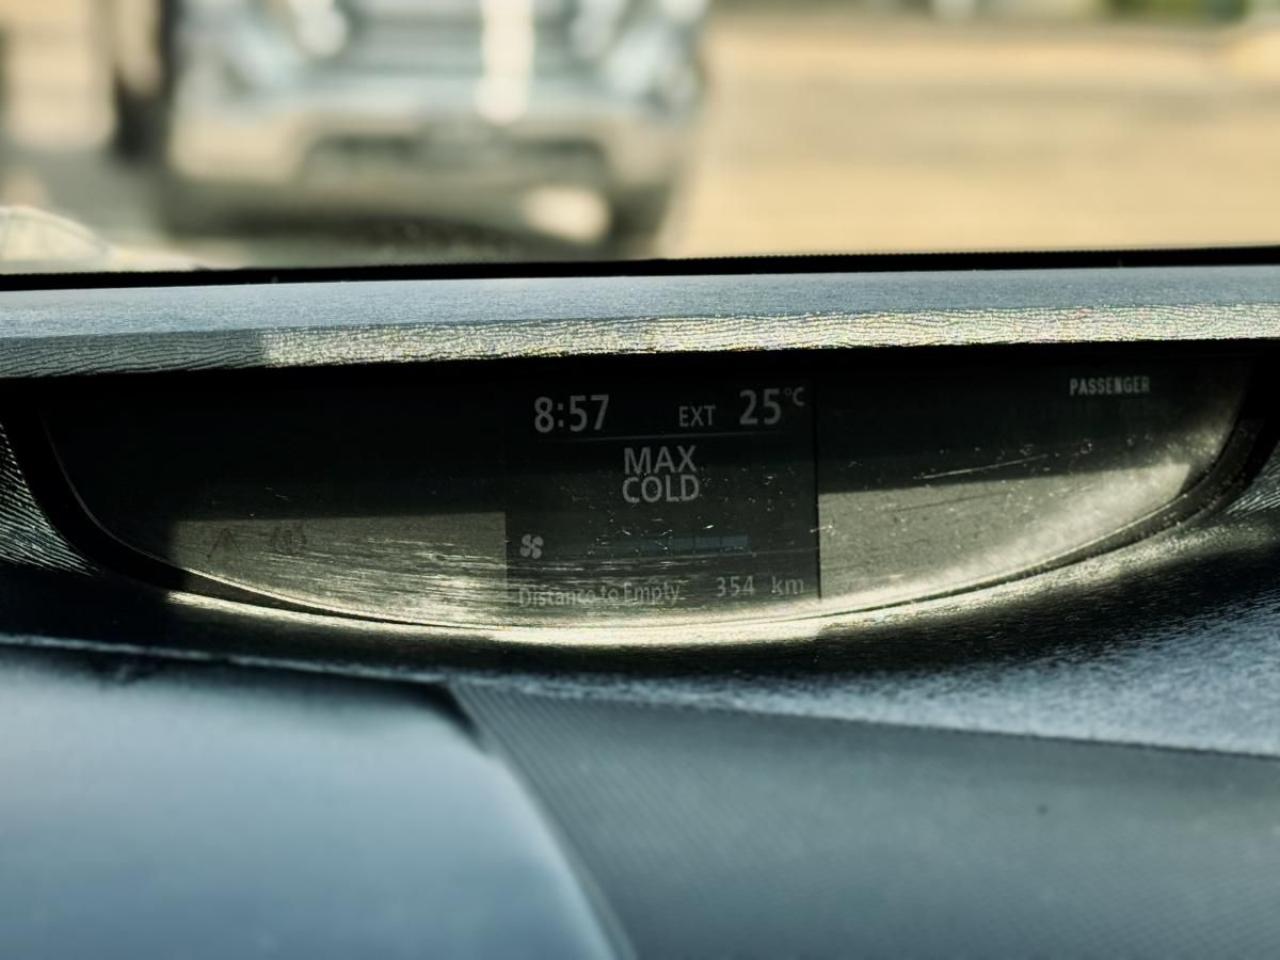 8:57 EXT 25°C
PASSENGER
MAX
COLD
Distance to Empty 354 km